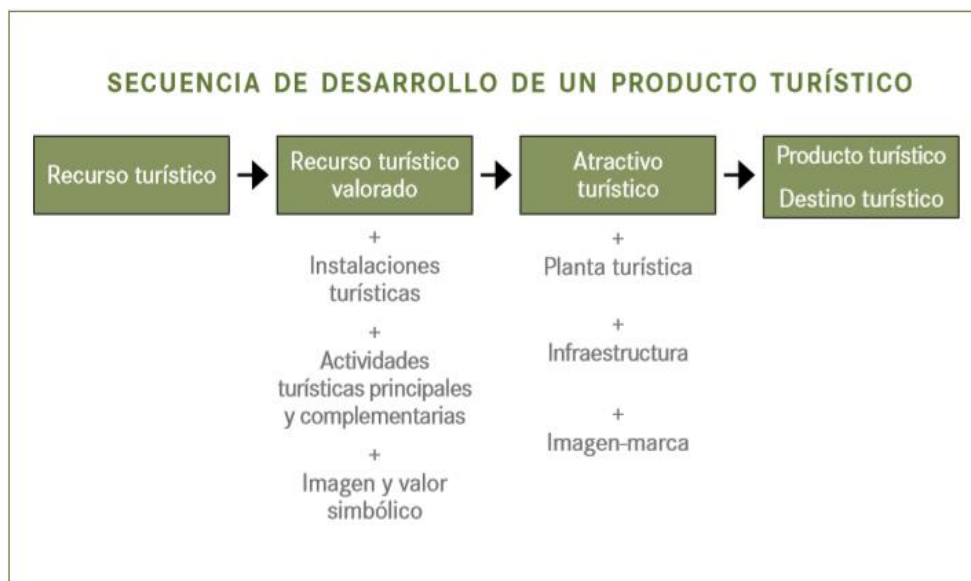 SECUENCIA DE DESARROLLO DE UN PRODUCTO TURÍSTICO
Recurso turístico
Recurso turístico
valorado
+
Instalaciones
turísticas
+
Actividades
turísticas principales
y complementarias
+
Imagen y valor
simbólico
Atractivo
turístico
+
Planta turística
+
Infraestructura
+
Imagen-marca
Producto turístico
Destino turístico